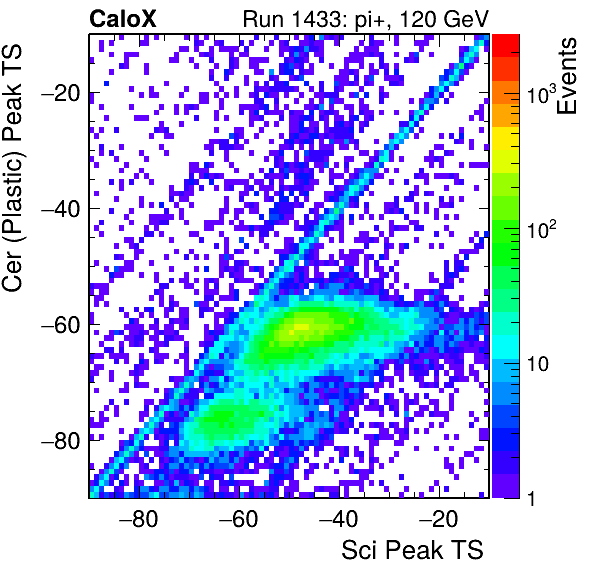 CaloX Run 1433: pi+, 120 GeV
Cer (Plastic) Peak TS
−20
−40
−60
−80
−80 −60 −40 −20
Sci Peak TS
Events
10³
10²
10
1